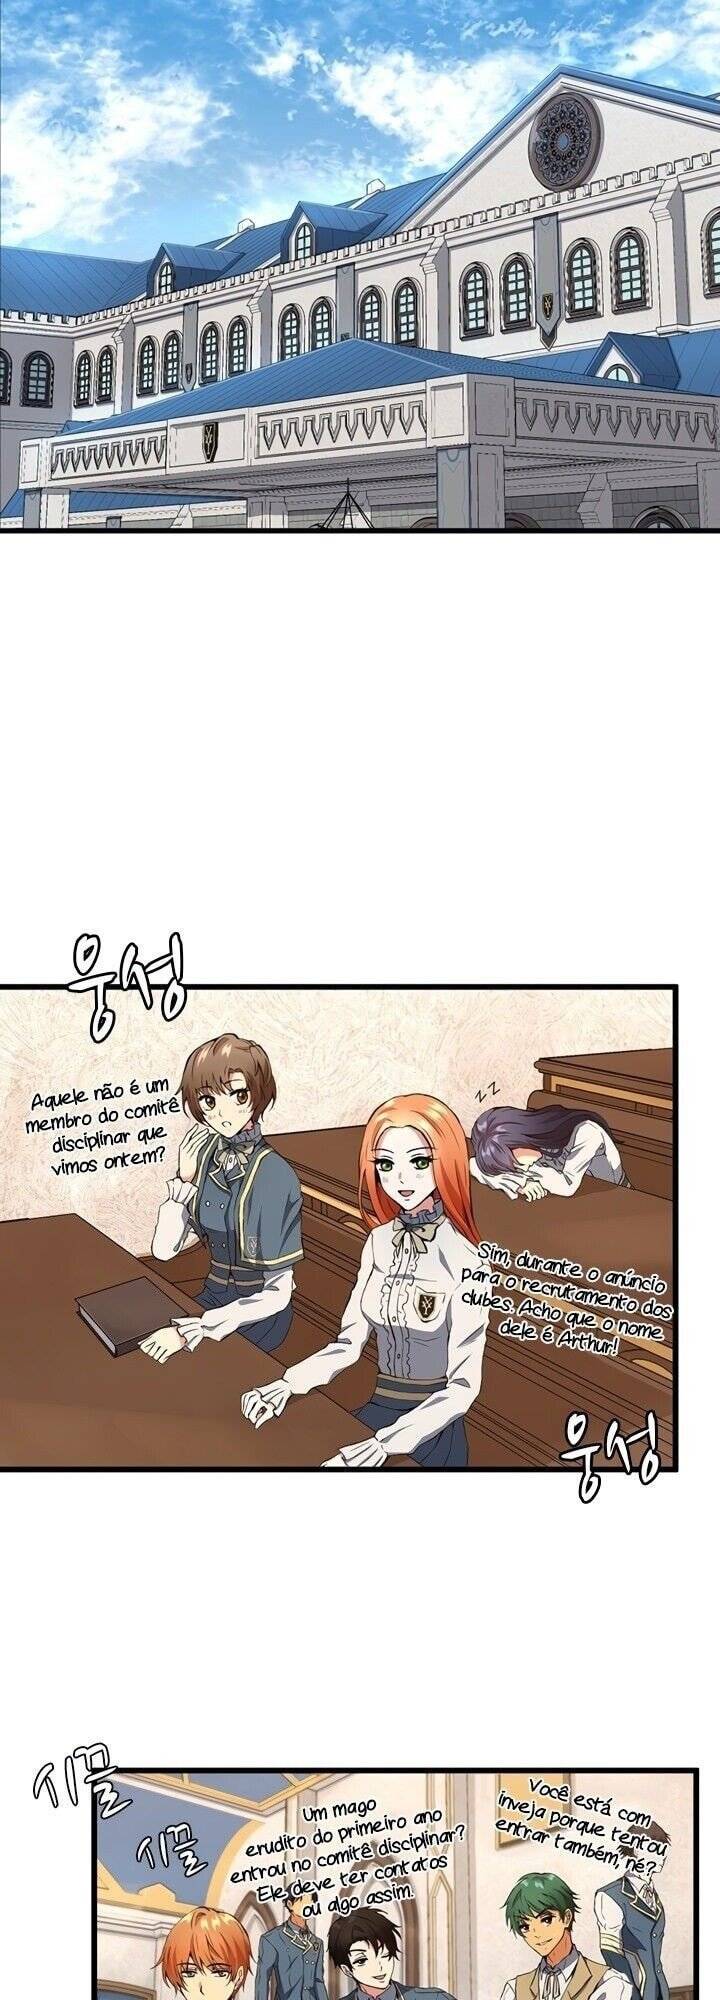 웅성
Aquele não é um
membro do comitê
disciplinar que
vimos ontem?
zz
Sim, durante o anúncio
para o recrutamento dos
clubes. Acho que o nome
dele é Arthur!
웅성
시끌
시끌
Um mago
erudito do primeiro ano
entrou no comitê disciplinar?
Ele deve ter contatos
ou algo assim.
Você está com
inveja porque tentou
entrar também, né?